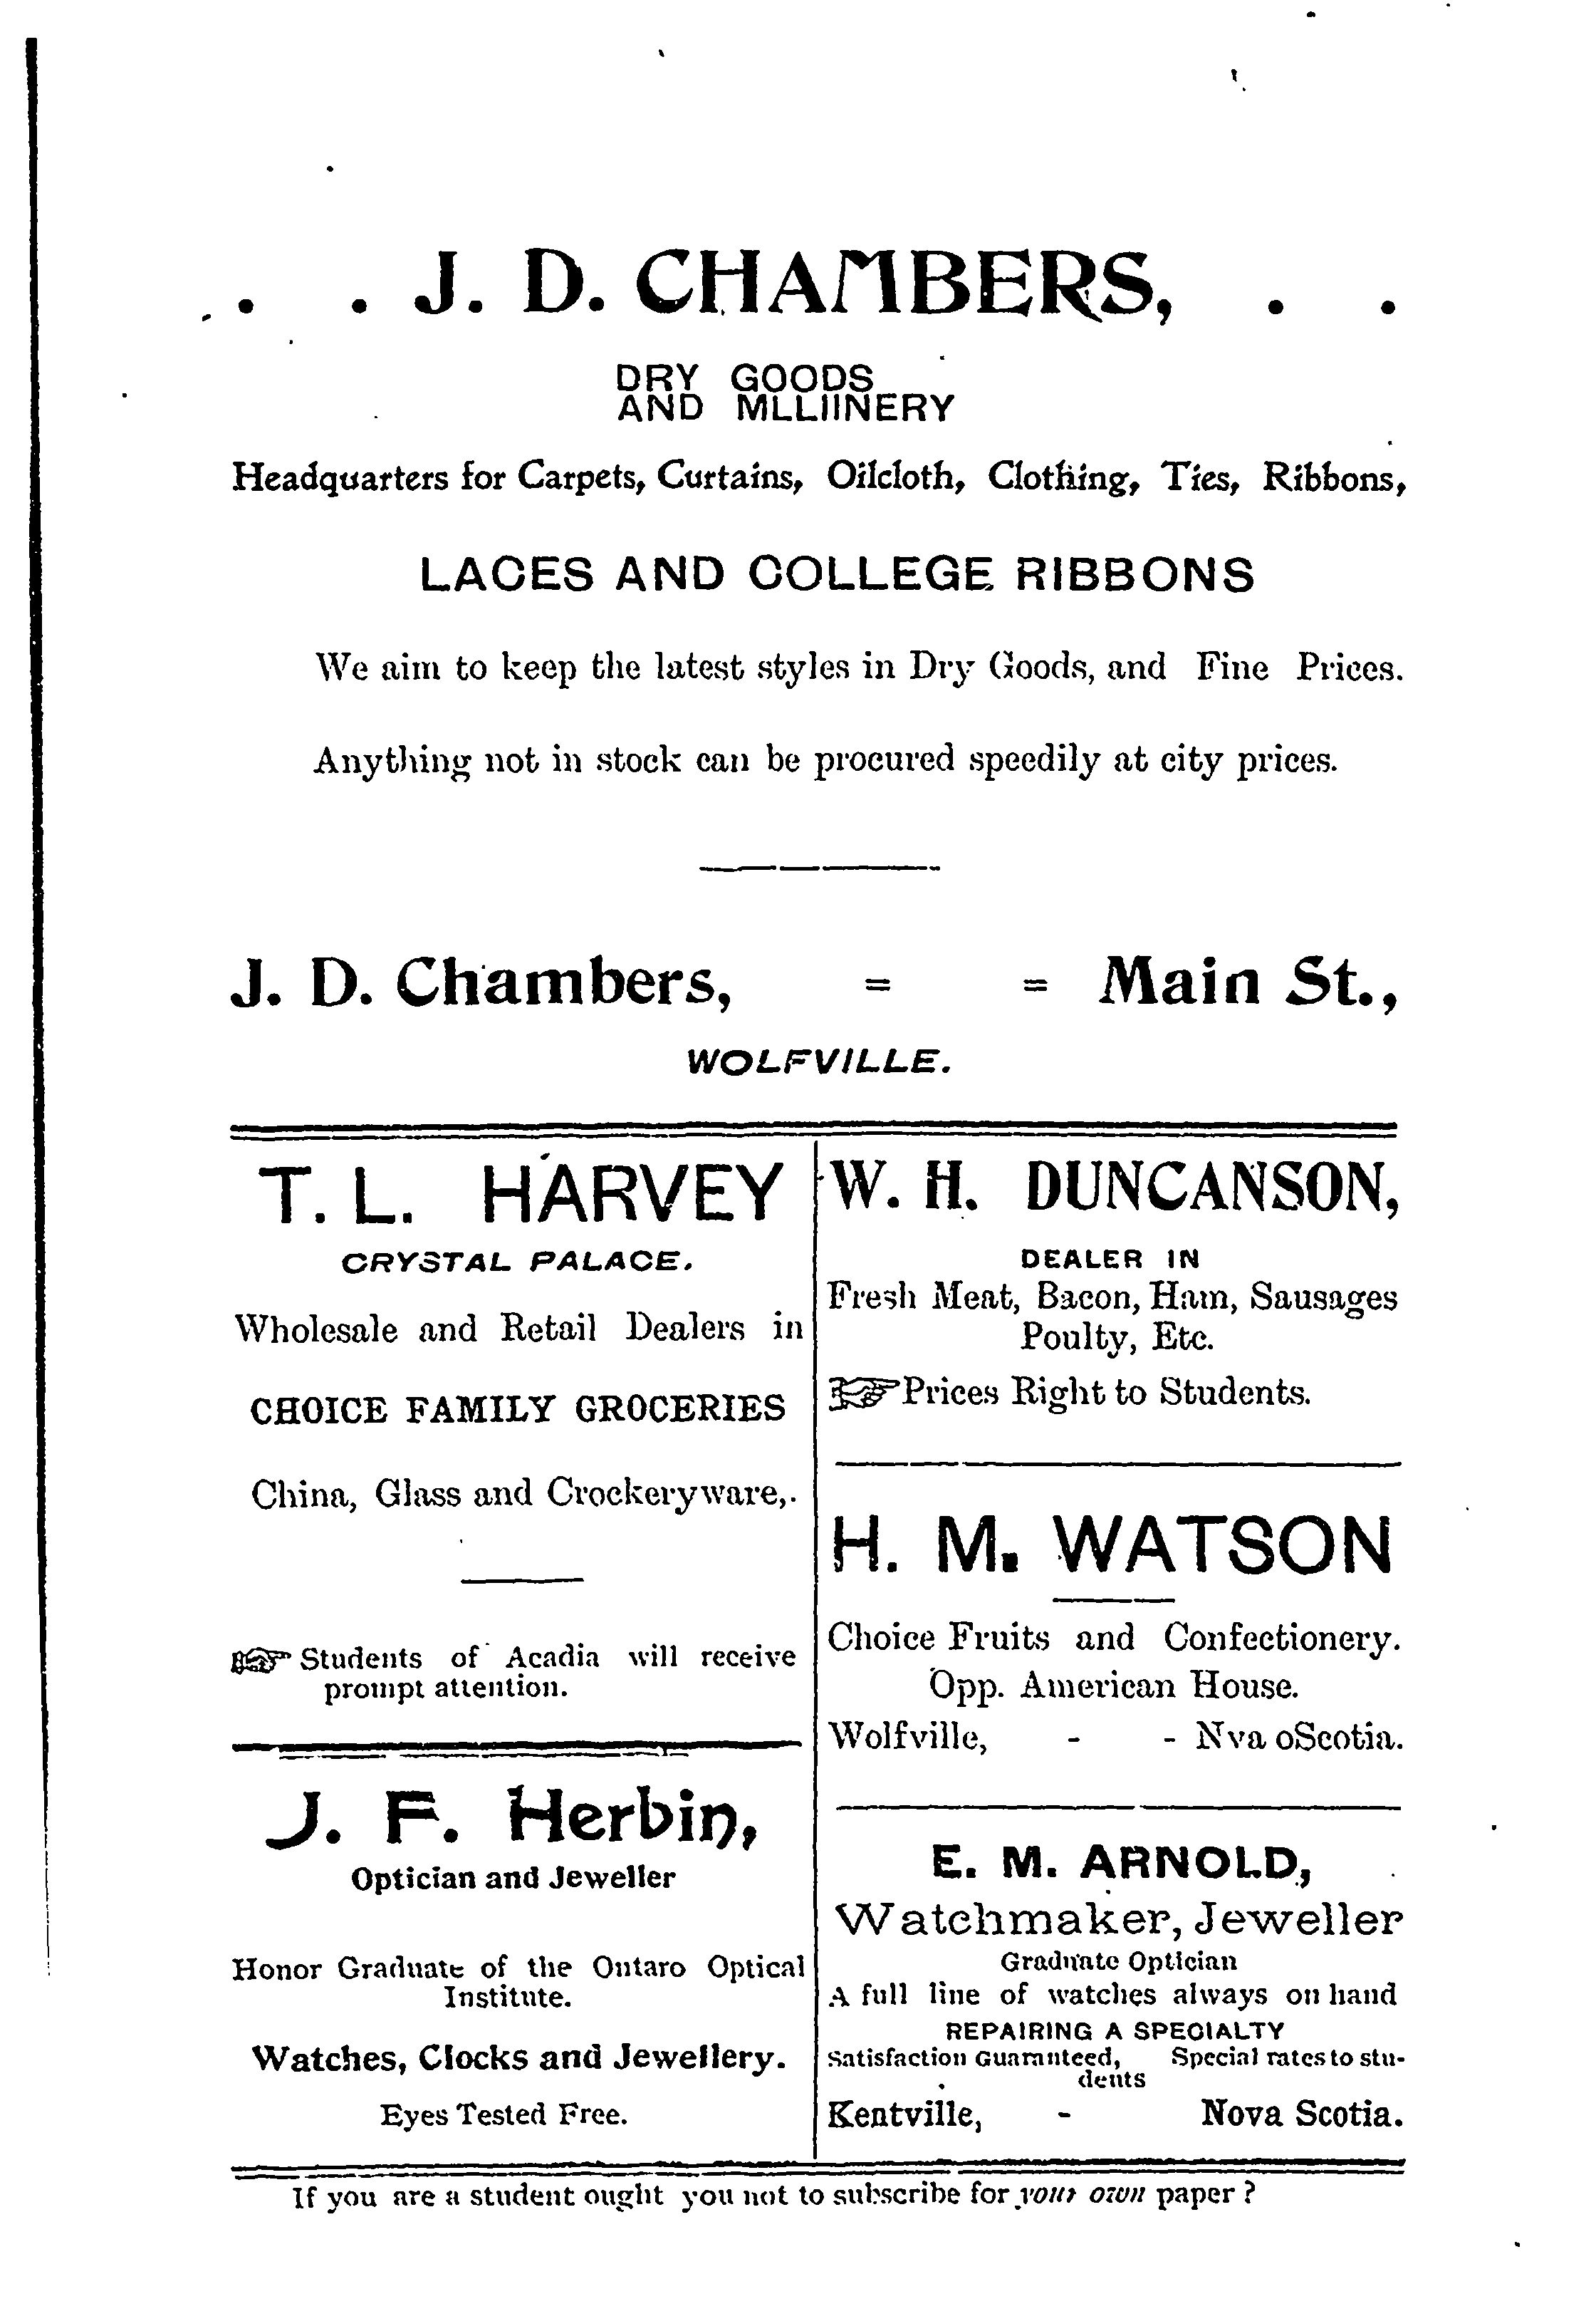 . . J. D. CHAMBERS, . .
DRY GOODS
AND MLLIINERY
Headquarters for Carpets, Curtains, Oilcloth, Clothing, Ties, Ribbons,
LACES AND COLLEGE RIBBONS
We aim to keep the latest styles in Dry Goods, and Fine Prices.
Anything not in stock can be procured speedily at city prices.
J. D. Chambers, = = Main St.,
WOLFVILLE.
T. L. HARVEY
CRYSTAL PALACE.
Wholesale and Retail Dealers in
CHOICE FAMILY GROCERIES
China, Glass and Crockeryware,.
☞ Students of Acadia will receive
prompt attention.
J. F. Herbin,
Optician and Jeweller
Honor Graduate of the Ontaro Optical
Institute.
Watches, Clocks and Jewellery.
Eyes Tested Free.
W. H. DUNCANSON,
DEALER IN
Fresh Meat, Bacon, Ham, Sausages
Poulty, Etc.
☞ Prices Right to Students.
H. M. WATSON
Choice Fruits and Confectionery.
Opp. American House.
Wolfville, - - Nva oScotia.
E. M. ARNOLD,
Watchmaker, Jeweller
Graduate Optician
A full line of watches always on hand
REPAIRING A SPECIALTY
Satisfaction Guaranteed, Special rates to stu-
dents
Kentville, - Nova Scotia.
If you are a student ought you not to subscribe for your own paper ?